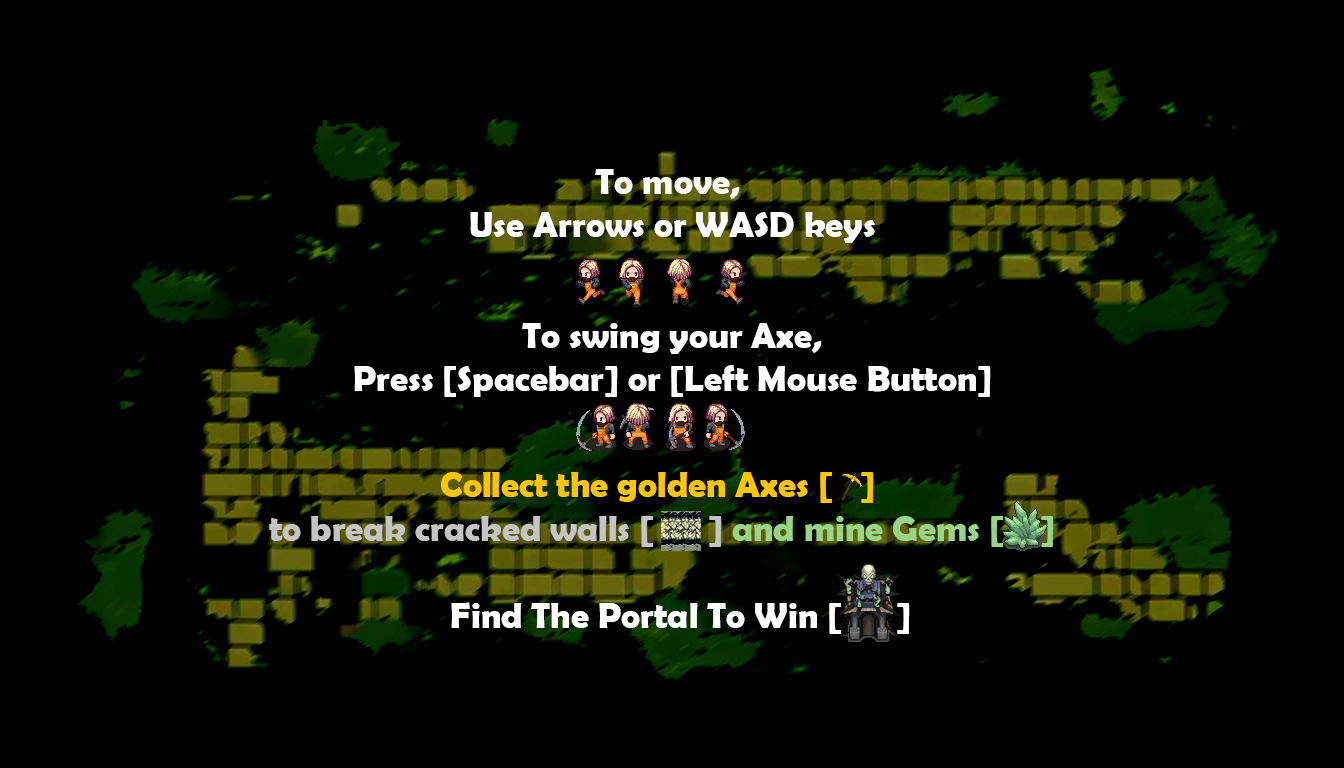 To move,
Use Arrows or WASD keys
To swing your Axe,
Press [Spacebar] or [Left Mouse Button]
Collect the golden Axes [ ]
to break cracked walls [ ] and mine Gems [ ]
Find The Portal To Win [ ]